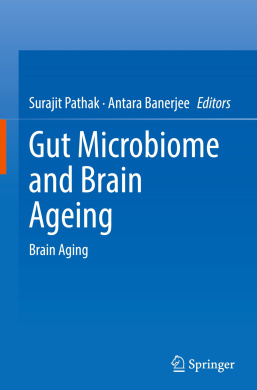 Surajit Pathak · Antara Banerjee Editors
Gut Microbiome
and Brain
Ageing
Brain Aging
Springer